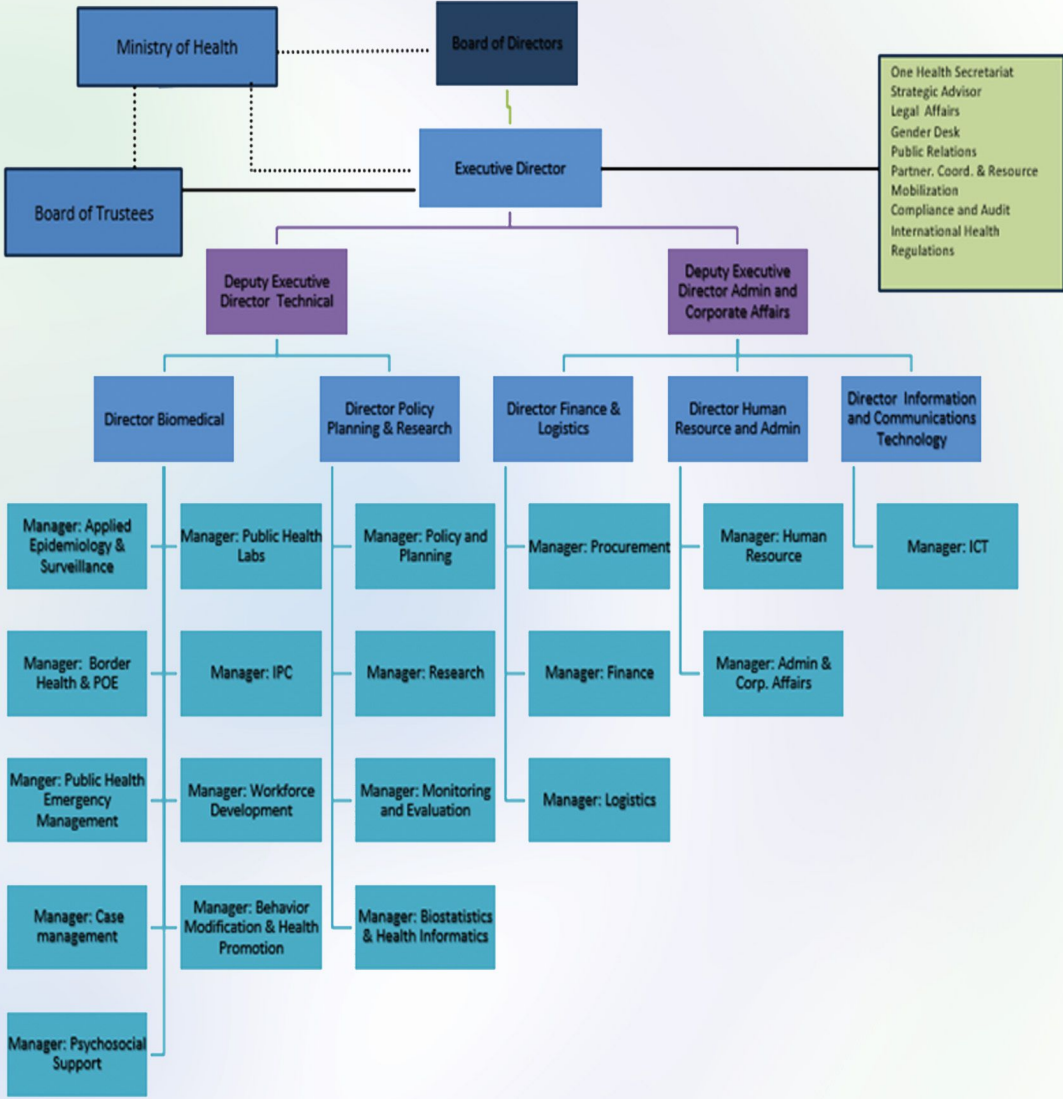 Ministry of Health
Board of Directors
One Health Secretariat
Strategic Advisor
Legal Affairs
Gender Desk
Public Relations
Partner. Coord. & Resource
Mobilization
Compliance and Audit
International Health
Regulations
Executive Director
Board of Trustees
Deputy Executive
Director Technical
Deputy Executive
Director Admin and
Corporate Affairs
Director Biomedical
Director Policy
Planning & Research
Director Finance &
Logistics
Director Human
Resource and Admin
Director Information
and Communications
Technology
Manager: Applied
Epidemiology &
Surveillance
Manager: Public Health
Labs
Manager: Policy and
Planning
Manager: Procurement
Manager: Human
Resource
Manager: ICT
Manager: Border
Health & POE
Manager: IPC
Manager: Research
Manager: Finance
Manager: Admin &
Corp. Affairs
Manger: Public Health
Emergency
Management
Manager: Workforce
Development
Manager: Monitoring
and Evaluation
Manager: Logistics
Manager: Case
management
Manager: Behavior
Modification & Health
Promotion
Manager: Biostatistics
& Health Informatics
Manager: Psychosocial
Support